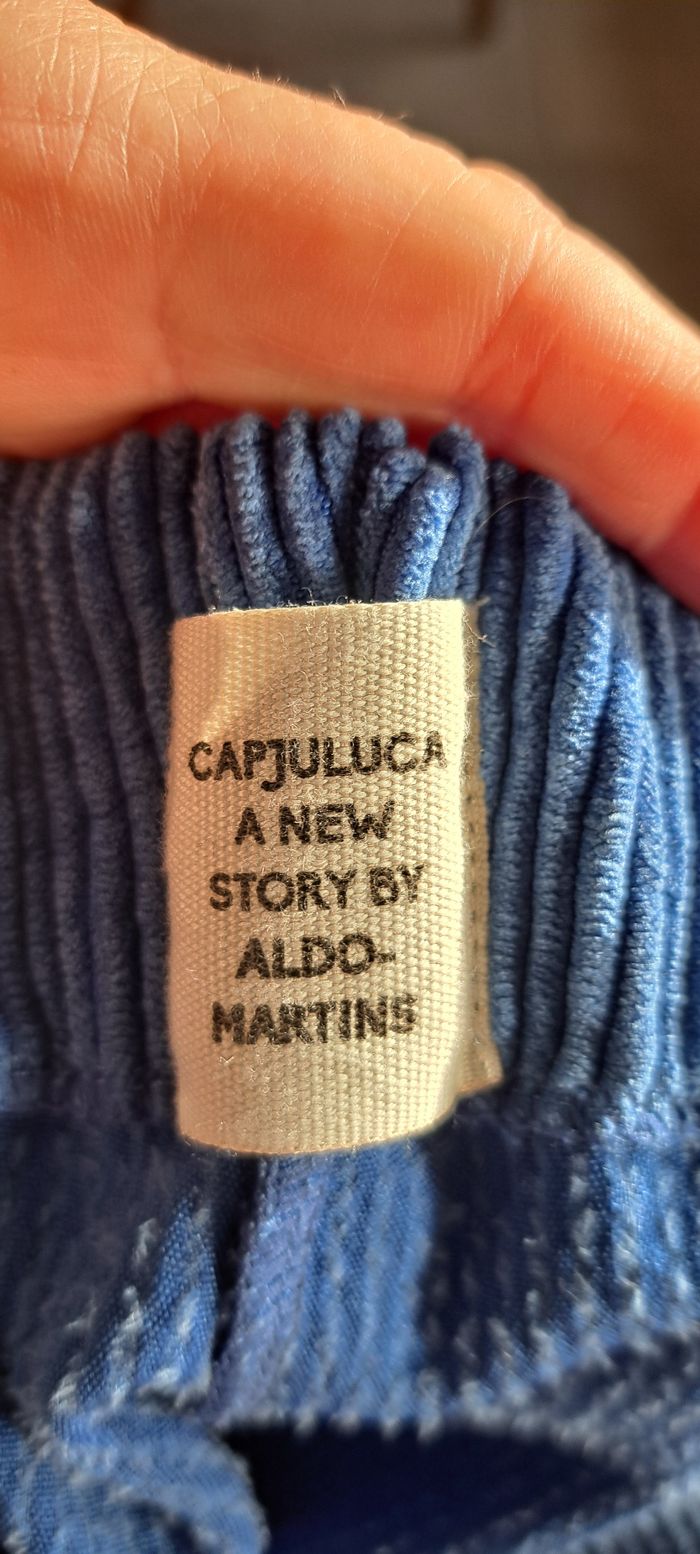 CAPJULUCA
A NEW
STORY BY
ALDO-
MARTINS